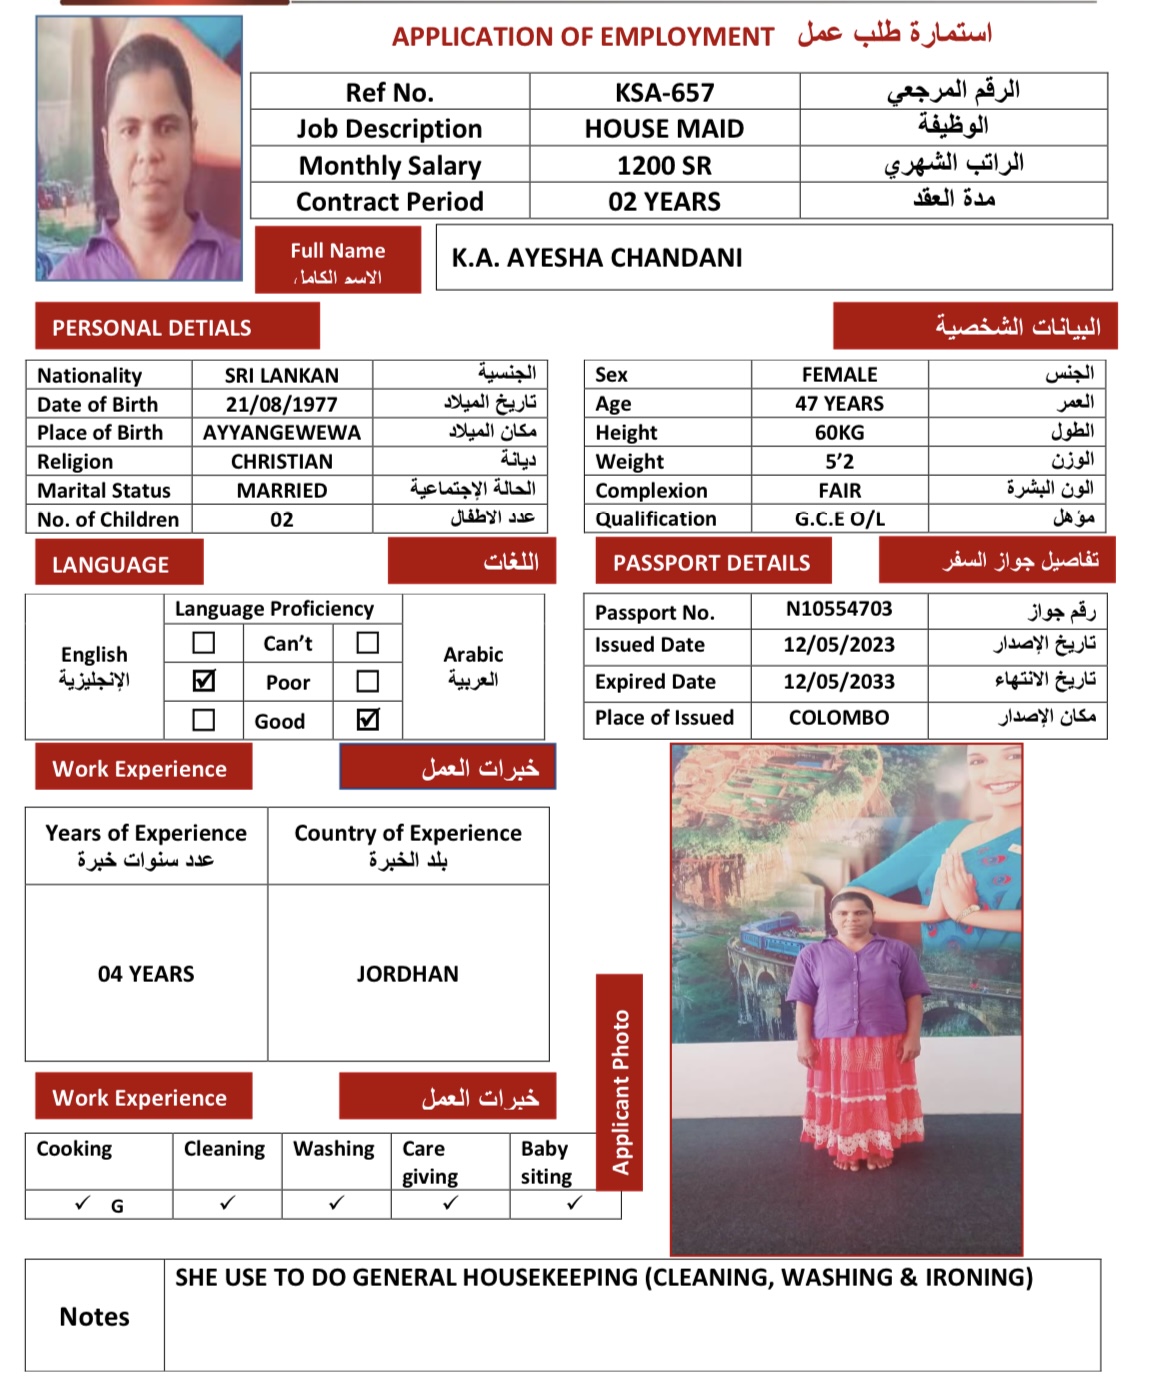 APPLICATION OF EMPLOYMENT استمارة طلب عمل
Ref No. KSA-657 الرقم المرجعي
Job Description HOUSE MAID الوظيفة
Monthly Salary 1200 SR الراتب الشهري
Contract Period 02 YEARS مدة العقد
Full Name K.A. AYESHA CHANDANI
الاسم الكامل
PERSONAL DETIALS البيانات الشخصية
Nationality SRI LANKAN الجنسية
Date of Birth 21/08/1977 تاريخ الميلاد
Place of Birth AYYANGEWEWA مكان الميلاد
Religion CHRISTIAN ديانة
Marital Status MARRIED الحالة الإجتماعية
No. of Children 02 عدد الاطفال
Sex FEMALE الجنس
Age 47 YEARS العمر
Height 60KG الطول
Weight 5’2 الوزن
Complexion FAIR الون البشرة
Qualification G.C.E O/L مؤهل
LANGUAGE اللغات
Language Proficiency
English
الإنجليزية
Can’t
Poor
Good
Arabic
العربية
PASSPORT DETAILS تفاصيل جواز السفر
Passport No. N10554703 رقم جواز
Issued Date 12/05/2023 تاريخ الإصدار
Expired Date 12/05/2033 تاريخ الانتهاء
Place of Issued COLOMBO مكان الإصدار
Work Experience خبرات العمل
Years of Experience
عدد سنوات خبرة
Country of Experience
بلد الخبرة
04 YEARS JORDHAN
Work Experience خبرات العمل
Cooking Cleaning Washing Care giving Baby siting
✓ G ✓ ✓ ✓ ✓
Applicant Photo
Notes SHE USE TO DO GENERAL HOUSEKEEPING (CLEANING, WASHING & IRONING)